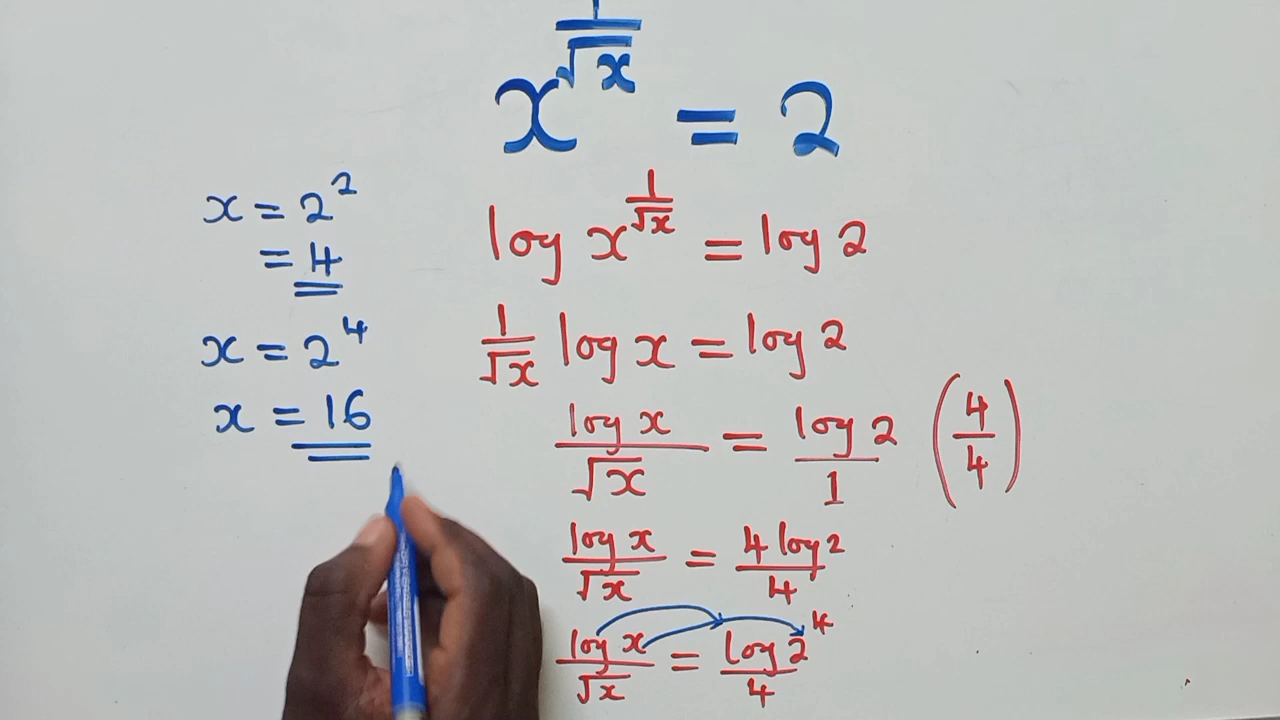 x^(1/√x) = 2
x = 2²
= 4
x = 2⁴
x = 16
log x^(1/√x) = log 2
1/√x log x = log 2
log x/√x = log 2/1 (4/4)
log x/√x = 4 log 2/4
log x/√x = log 2⁴/4